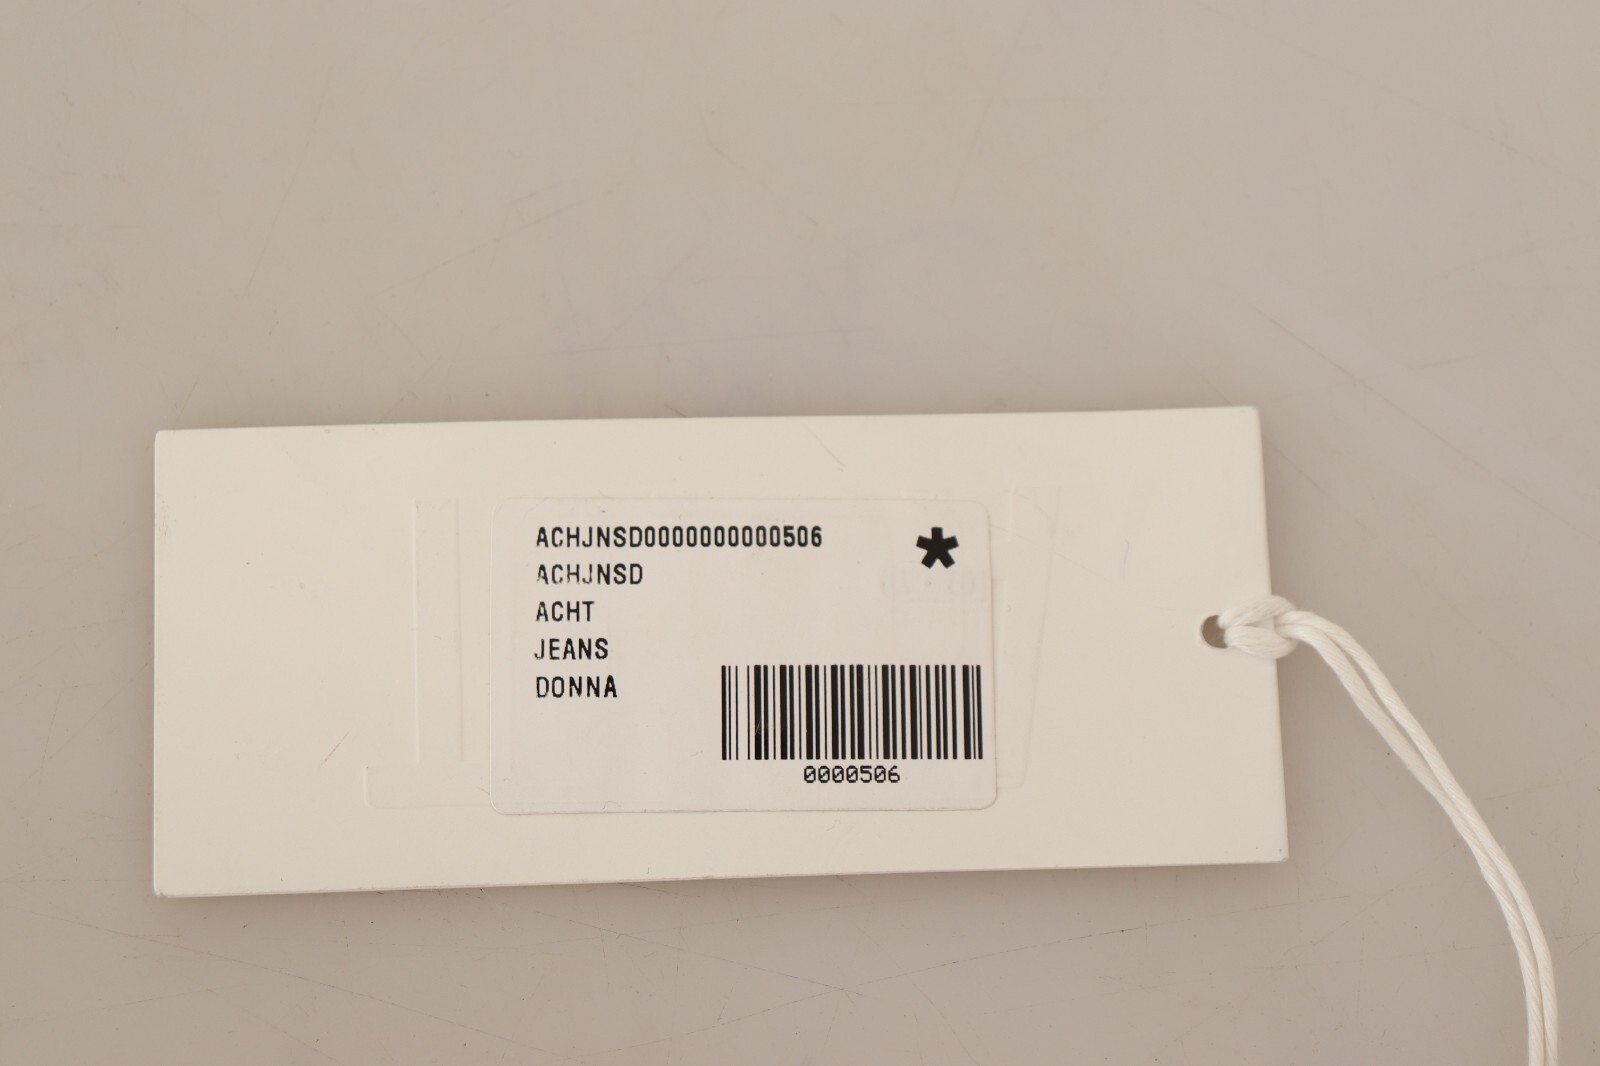 ACHJNSD0000000000506
*
ACHJNSD
ACHT
JEANS
DONNA
0000506